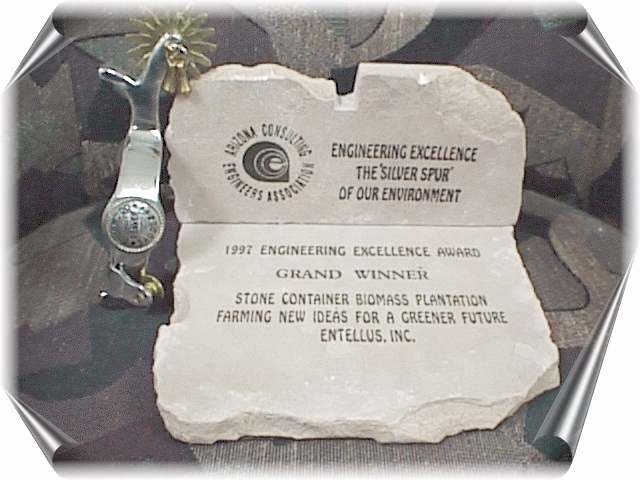 ARIZONA CONSULTING
ENGINEERS ASSOCIATION
ENGINEERING EXCELLENCE
THE 'SILVER SPUR'
OF OUR ENVIRONMENT
1997 ENGINEERING EXCELLENCE AWARD
GRAND WINNER
STONE CONTAINER BIOMASS PLANTATION
FARMING NEW IDEAS FOR A GREENER FUTURE
ENTELLUS, INC.